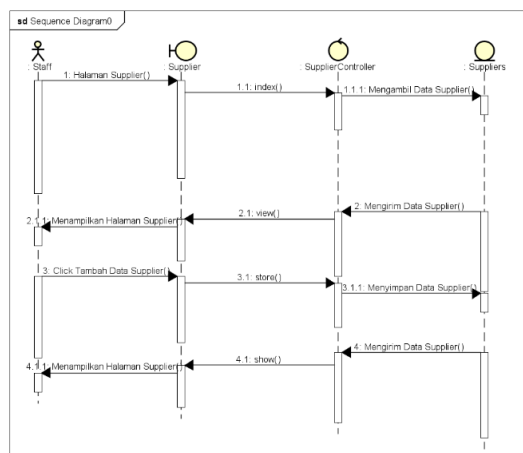 sd Sequence Diagram0
: Staff
: Supplier
: SupplierController
: Suppliers
1: Halaman Supplier()
1.1: index()
1.1.1: Mengambil Data Supplier()
2: Mengirim Data Supplier()
2.1: view()
2.1.1: Menampilkan Halaman Supplier()
3: Click Tambah Data Supplier()
3.1: store()
3.1.1: Menyimpan Data Supplier()
4: Mengirim Data Supplier()
4.1: show()
4.1.1: Menampilkan Halaman Supplier()